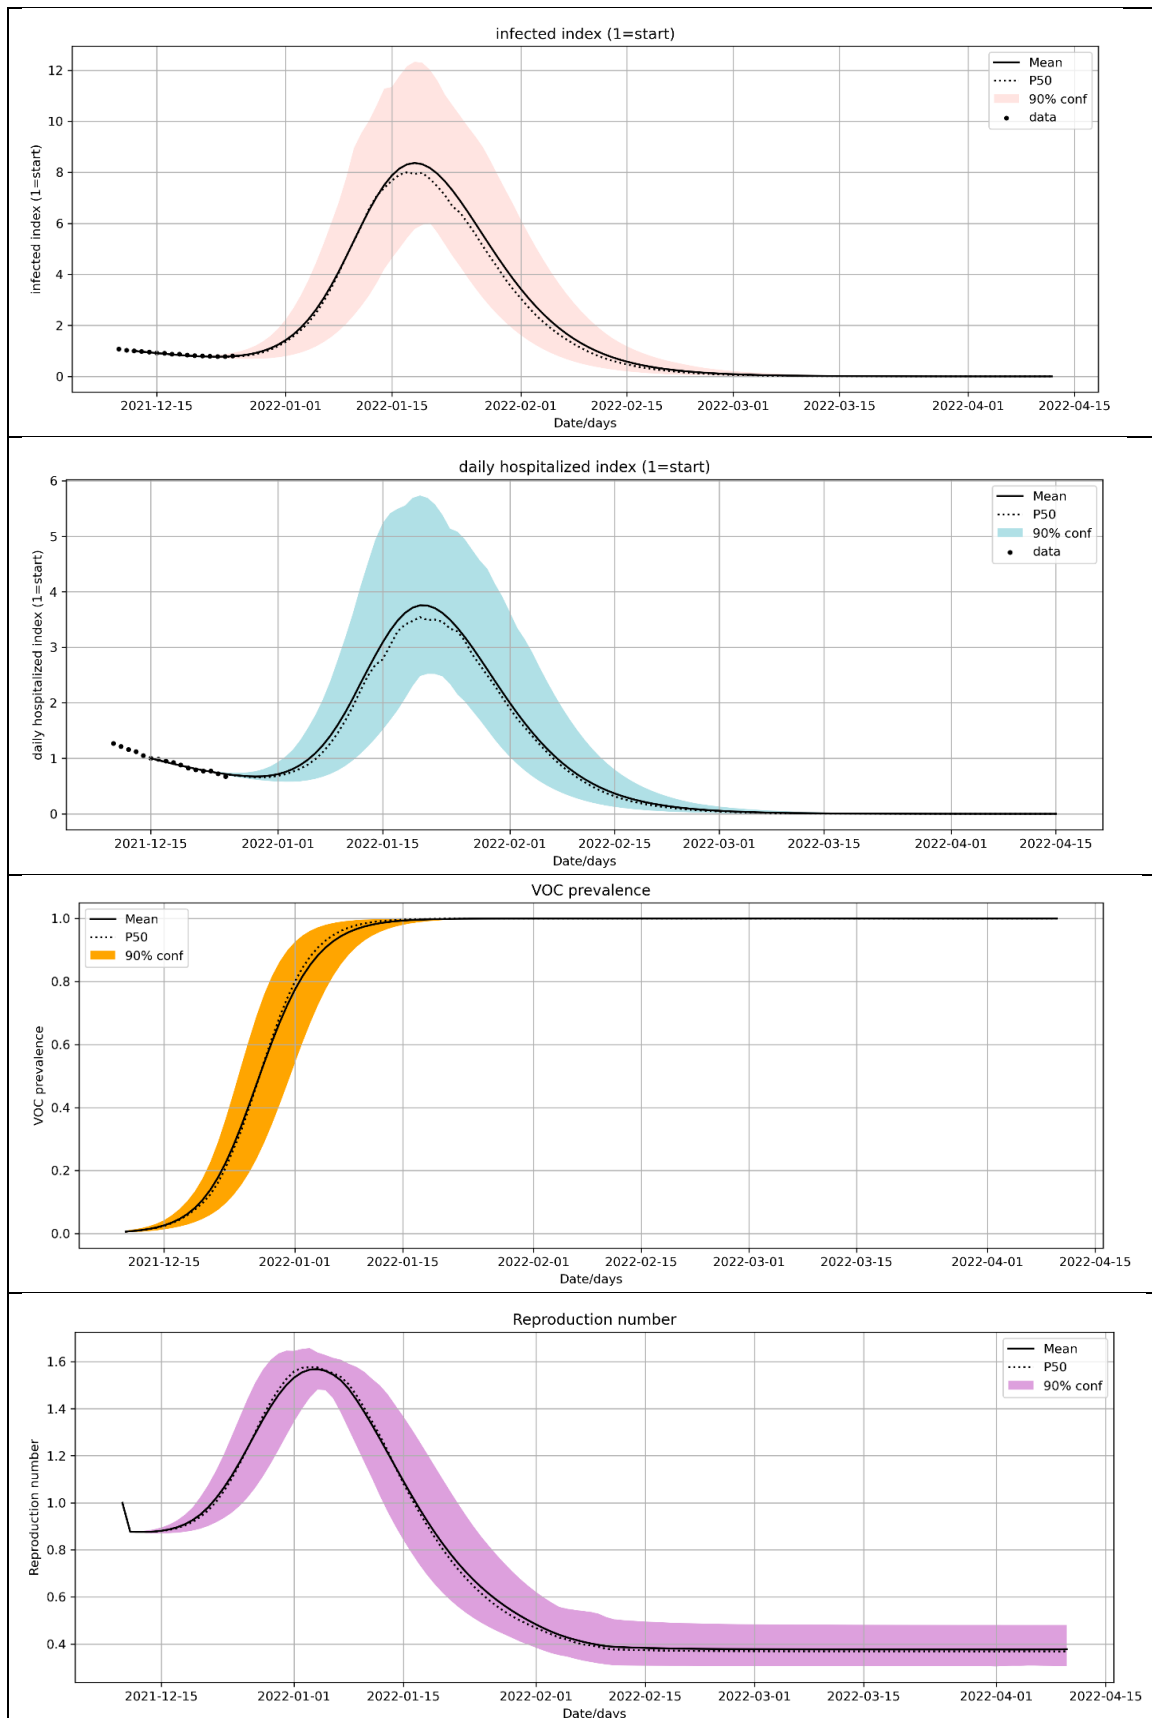 infected index (1=start)
12
10
8
6
4
2
0
infected index (1=start)
Mean
P50
90% conf
data
2021-12-15 2022-01-01 2022-01-15 2022-02-01 2022-02-15 2022-03-01 2022-03-15 2022-04-01 2022-04-15
Date/days
daily hospitalized index (1=start)
6
5
4
3
2
1
0
daily hospitalized index (1=start)
Mean
P50
90% conf
data
2021-12-15 2022-01-01 2022-01-15 2022-02-01 2022-02-15 2022-03-01 2022-03-15 2022-04-01 2022-04-15
Date/days
VOC prevalence
1.0
0.8
0.6
0.4
0.2
0.0
VOC prevalence
Mean
P50
90% conf
2021-12-15 2022-01-01 2022-01-15 2022-02-01 2022-02-15 2022-03-01 2022-03-15 2022-04-01 2022-04-15
Date/days
Reproduction number
1.6
1.4
1.2
1.0
0.8
0.6
0.4
Reproduction number
Mean
P50
90% conf
2021-12-15 2022-01-01 2022-01-15 2022-02-01 2022-02-15 2022-03-01 2022-03-15 2022-04-01 2022-04-15
Date/days